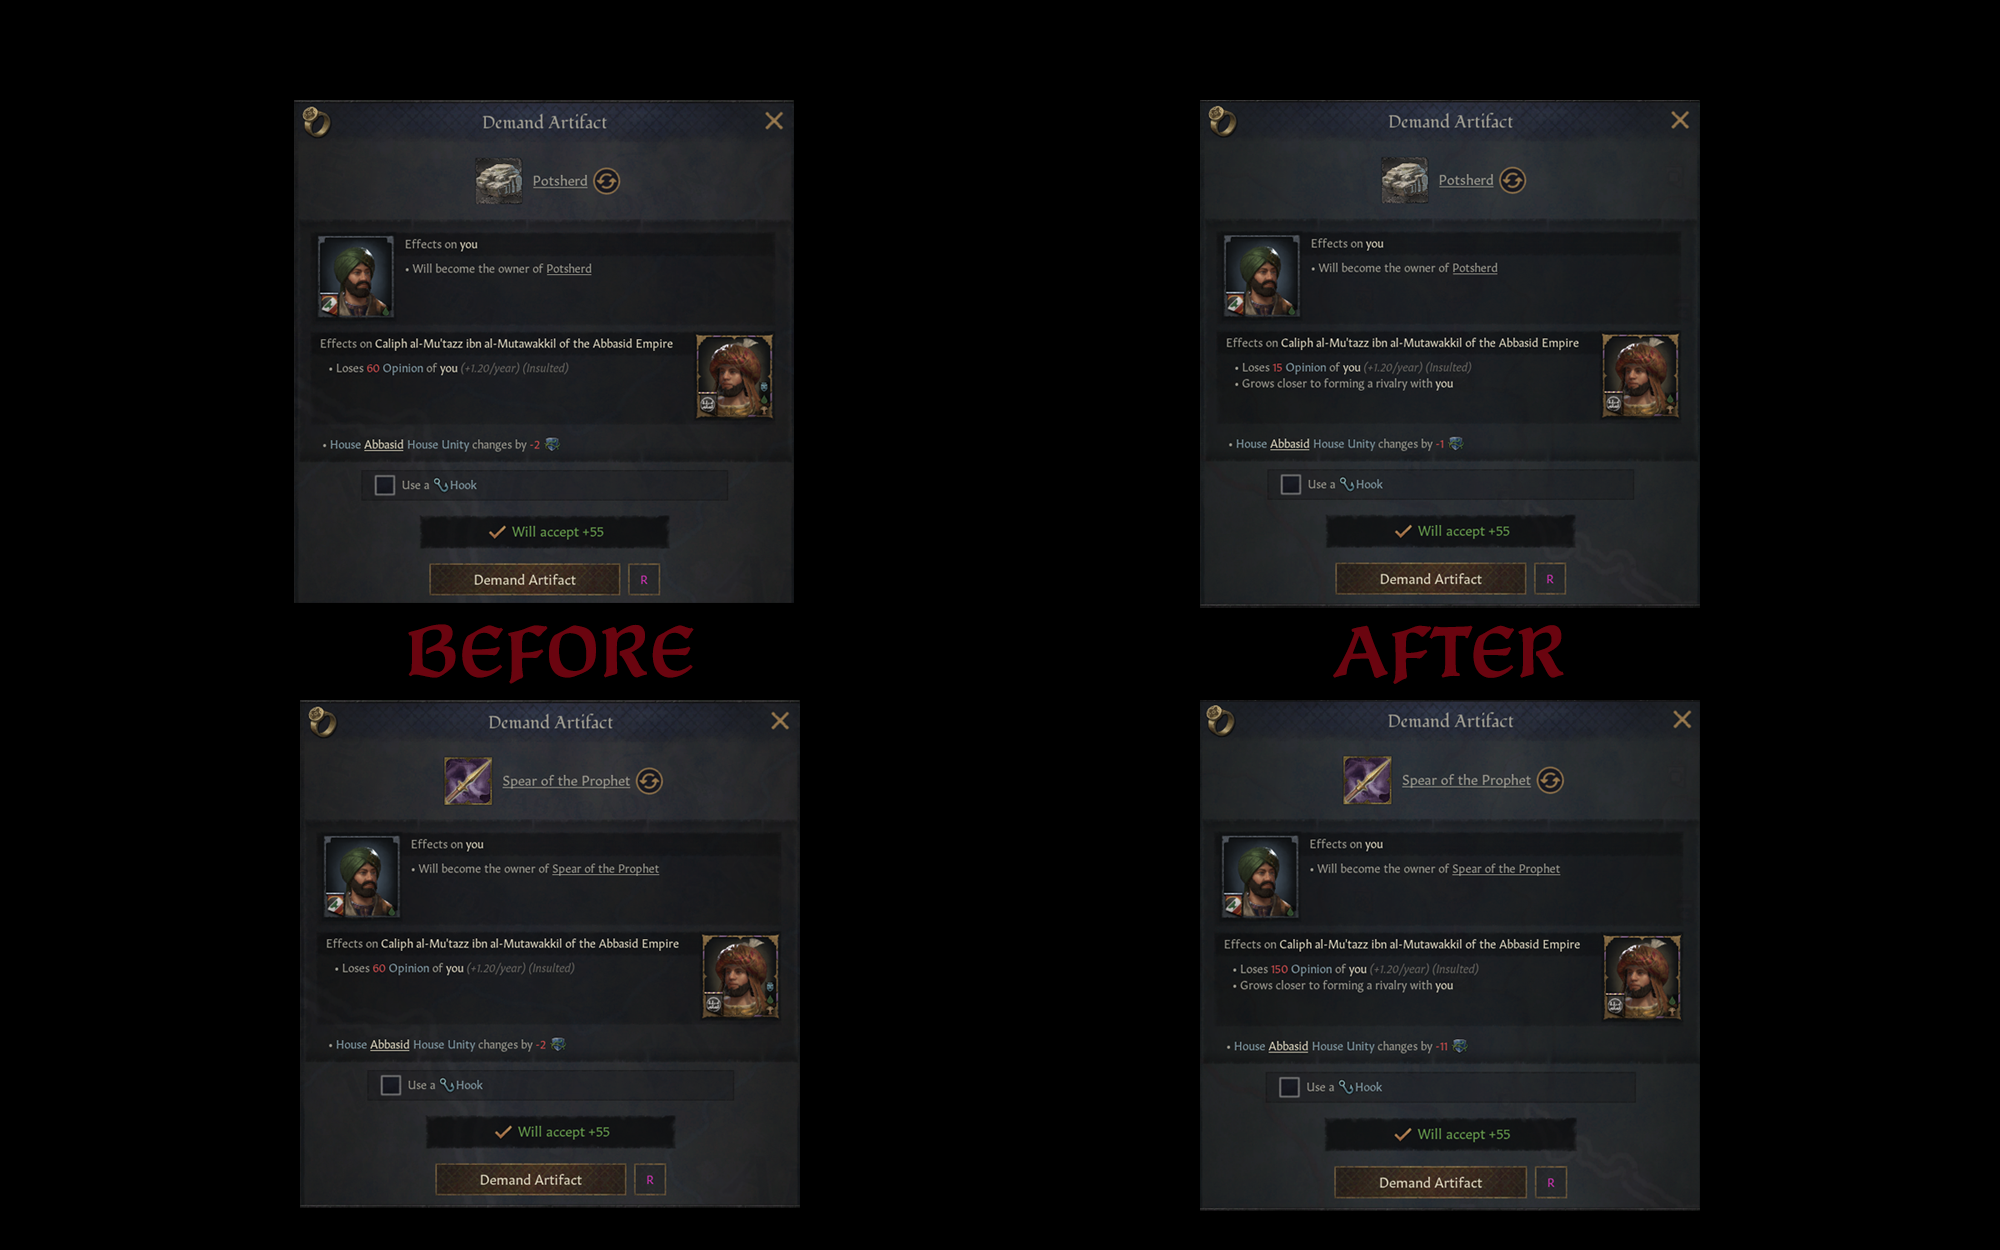 Demand Artifact
Potsherd
Effects on you
• Will become the owner of Potsherd
Effects on Caliph al-Mu'tazz ibn al-Mutawakkil of the Abbasid Empire
• Loses 60 Opinion of you (+1.20/year) (Insulted)
• House Abbasid House Unity changes by -2
Use a Hook
Will accept +55
Demand Artifact R
Demand Artifact
Potsherd
Effects on you
• Will become the owner of Potsherd
Effects on Caliph al-Mu'tazz ibn al-Mutawakkil of the Abbasid Empire
• Loses 15 Opinion of you (+1.20/year) (Insulted)
• Grows closer to forming a rivalry with you
• House Abbasid House Unity changes by -1
Use a Hook
Will accept +55
Demand Artifact R
BEFORE
AFTER
Demand Artifact
Spear of the Prophet
Effects on you
• Will become the owner of Spear of the Prophet
Effects on Caliph al-Mu'tazz ibn al-Mutawakkil of the Abbasid Empire
• Loses 60 Opinion of you (+1.20/year) (Insulted)
• House Abbasid House Unity changes by -2
Use a Hook
Will accept +55
Demand Artifact R
Demand Artifact
Spear of the Prophet
Effects on you
• Will become the owner of Spear of the Prophet
Effects on Caliph al-Mu'tazz ibn al-Mutawakkil of the Abbasid Empire
• Loses 150 Opinion of you (+1.20/year) (Insulted)
• Grows closer to forming a rivalry with you
• House Abbasid House Unity changes by -11
Use a Hook
Will accept +55
Demand Artifact R